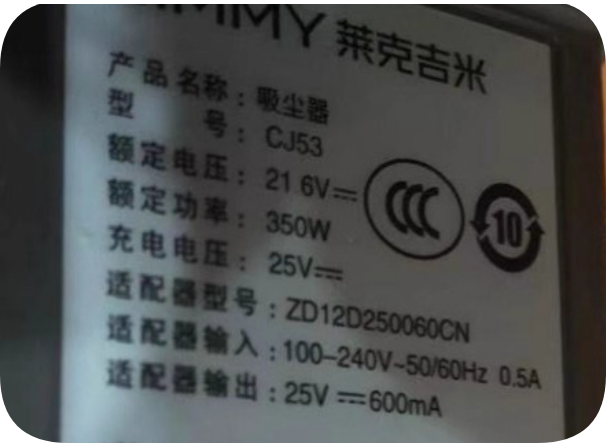 JIMMY 莱克吉米
产品名称：吸尘器
型 号：CJ53
额定电压：21.6V⎓
额定功率：350W
充电电压：25V⎓
适配器型号：ZD12D250060CN
适配器输入：100-240V~50/60Hz 0.5A
适配器输出：25V⎓600mA
CCC
10